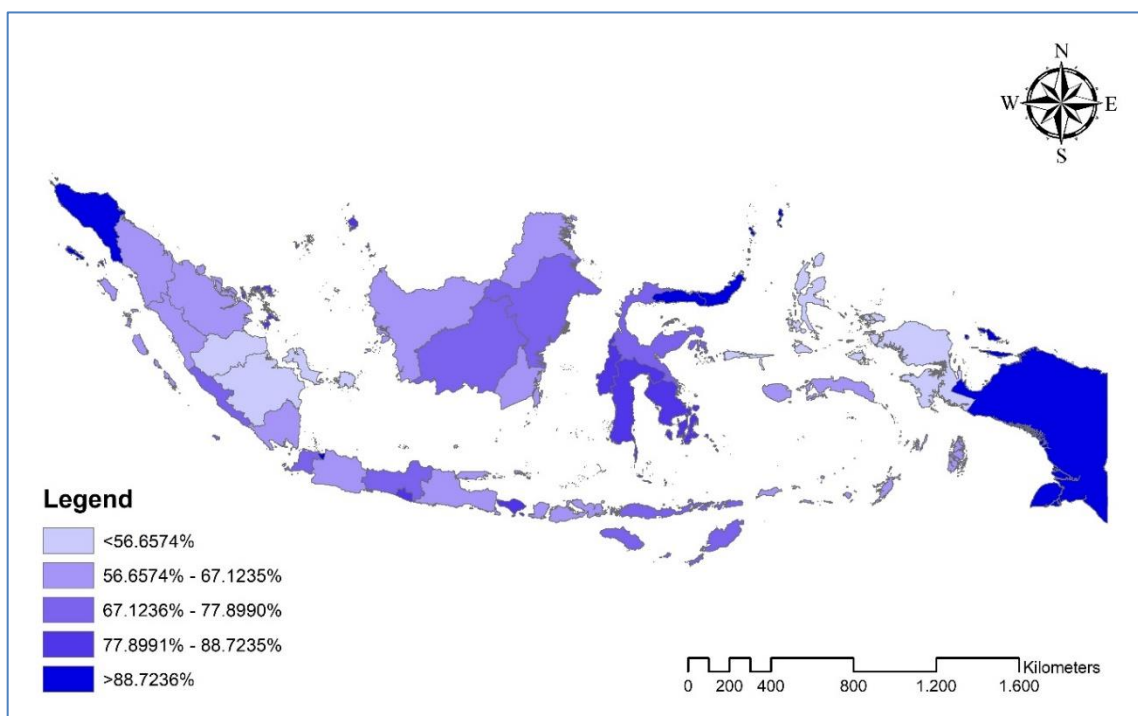 N
W E
S
Legend
<56.6574%
56.6574% - 67.1235%
67.1236% - 77.8990%
77.8991% - 88.7235%
>88.7236%
Kilometers
0 200 400 800 1.200 1.600